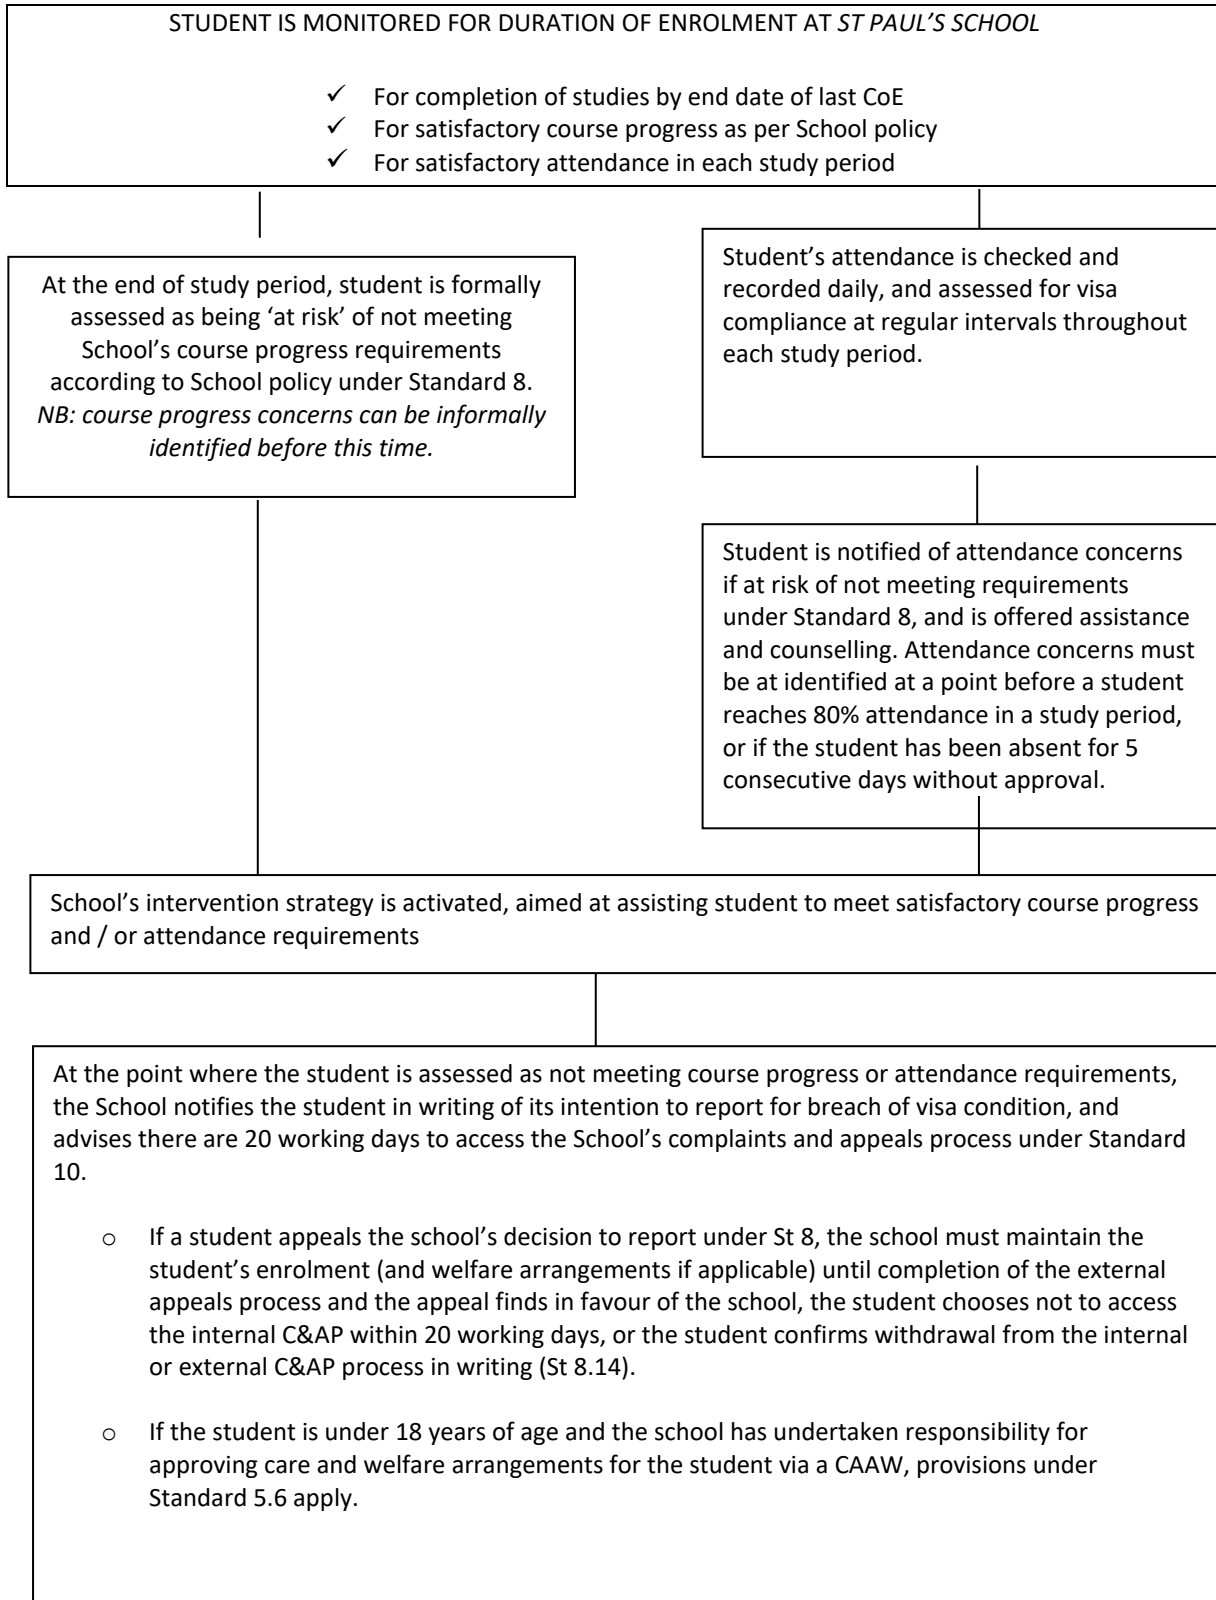 STUDENT IS MONITORED FOR DURATION OF ENROLMENT AT ST PAUL’S SCHOOL
✓ For completion of studies by end date of last CoE
✓ For satisfactory course progress as per School policy
✓ For satisfactory attendance in each study period
At the end of study period, student is formally
assessed as being ‘at risk’ of not meeting
School’s course progress requirements
according to School policy under Standard 8.
NB: course progress concerns can be informally
identified before this time.
Student’s attendance is checked and
recorded daily, and assessed for visa
compliance at regular intervals throughout
each study period.
Student is notified of attendance concerns
if at risk of not meeting requirements
under Standard 8, and is offered assistance
and counselling. Attendance concerns must
be at identified at a point before a student
reaches 80% attendance in a study period,
or if the student has been absent for 5
consecutive days without approval.
School’s intervention strategy is activated, aimed at assisting student to meet satisfactory course progress
and / or attendance requirements
At the point where the student is assessed as not meeting course progress or attendance requirements,
the School notifies the student in writing of its intention to report for breach of visa condition, and
advises there are 20 working days to access the School’s complaints and appeals process under Standard
10.
o If a student appeals the school’s decision to report under St 8, the school must maintain the
student’s enrolment (and welfare arrangements if applicable) until completion of the external
appeals process and the appeal finds in favour of the school, the student chooses not to access
the internal C&AP within 20 working days, or the student confirms withdrawal from the internal
or external C&AP process in writing (St 8.14).
o If the student is under 18 years of age and the school has undertaken responsibility for
approving care and welfare arrangements for the student via a CAAW, provisions under
Standard 5.6 apply.